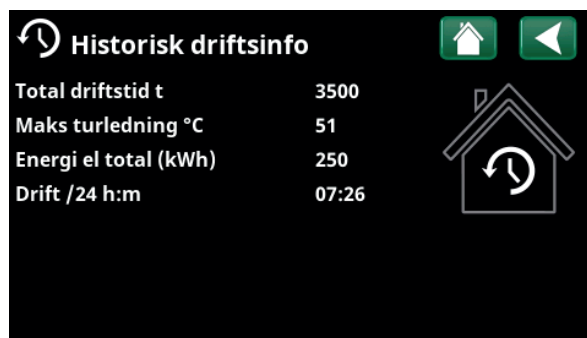 Historisk driftsinfo
Total driftstid t 3500
Maks turledning °C 51
Energi el total (kWh) 250
Drift /24 h:m 07:26